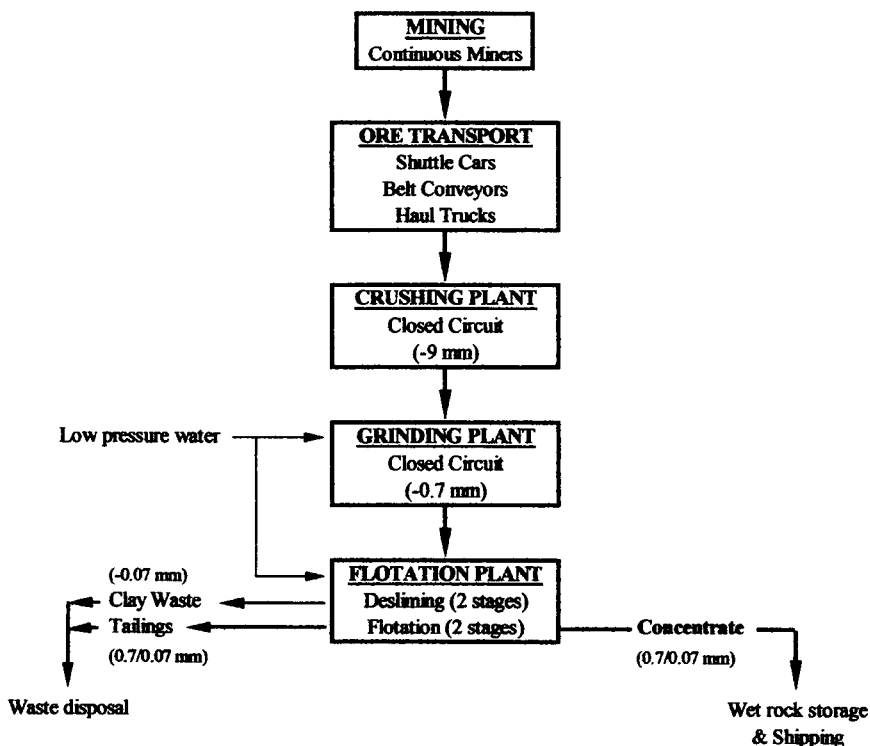 MINING
Continuous Miners
ORE TRANSPORT
Shuttle Cars
Belt Conveyors
Haul Trucks
CRUSHING PLANT
Closed Circuit
(-9 mm)
Low pressure water
GRINDING PLANT
Closed Circuit
(-0.7 mm)
FLOTATION PLANT
Desliming (2 stages)
Flotation (2 stages)
(-0.07 mm)
Clay Waste
Tailings
(0.7/0.07 mm)
Waste disposal
Concentrate
(0.7/0.07 mm)
Wet rock storage
& Shipping